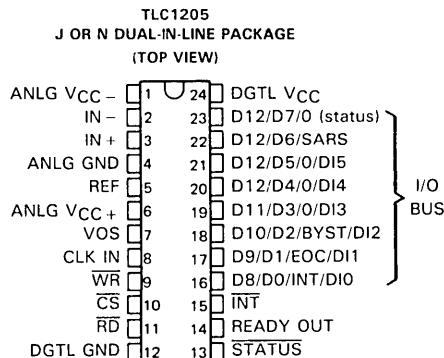 TLC1205
J OR N DUAL-IN-LINE PACKAGE
(TOP VIEW)
ANLG VCC − 1 24 DGTL VCC
IN − 2 23 D12/D7/0 (status)
IN + 3 22 D12/D6/SARS
ANLG GND 4 21 D12/D5/0/DI5
REF 5 20 D12/D4/0/DI4
ANLG VCC + 6 19 D11/D3/0/DI3
VOS 7 18 D10/D2/BYST/DI2
CLK IN 8 17 D9/D1/EOC/DI1
WR 9 16 D8/D0/INT/DI0
CS 10 15 INT
RD 11 14 READY OUT
DGTL GND 12 13 STATUS
I/O
BUS